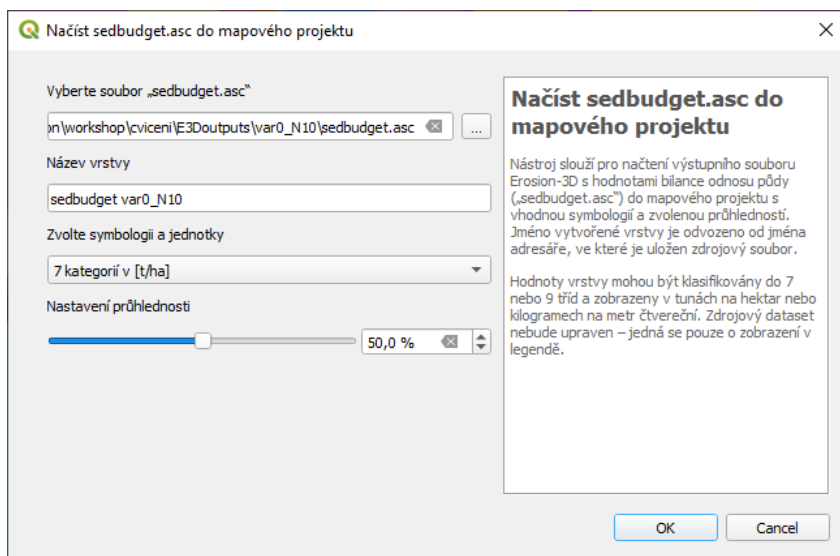 Načíst sedbudget.asc do mapového projektu
Vyberte soubor „sedbudget.asc“
on\workshop\cviceni\E3Doutputs\var0_N10\sedbudget.asc
...
Název vrstvy
sedbudget var0_N10
Zvolte symbologii a jednotky
7 kategorií v [t/ha]
Nastavení průhlednosti
50,0 %
Načíst sedbudget.asc do
mapového projektu
Nástroj slouží pro načtení výstupního souboru
Erosion-3D s hodnotami bilance odnosu půdy
(„sedbudget.asc“) do mapového projektu s
vhodnou symbologií a zvolenou průhledností.
Jméno vytvořené vrstvy je odvozeno od jména
adresáře, ve které je uložen zdrojový soubor.
Hodnoty vrstvy mohou být klasifikovány do 7
nebo 9 tříd a zobrazeny v tunách na hektar nebo
kilogramech na metr čtvereční. Zdrojový dataset
nebude upraven – jedná se pouze o zobrazení v
legendě.
OK
Cancel